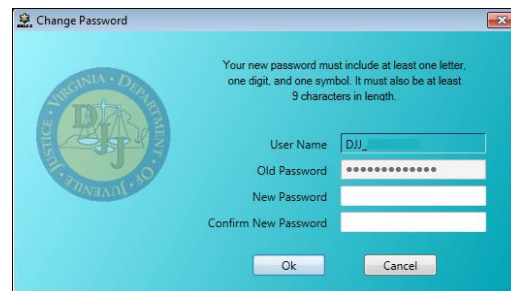 Change Password
Your new password must include at least one letter,
one digit, and one symbol. It must also be at least
9 characters in length.
VIRGINIA • DEPARTMENT
OF JUVENILE • JUSTICE
DJJ
User Name
DJJ_
Old Password
•••••••••••••
New Password
Confirm New Password
Ok
Cancel